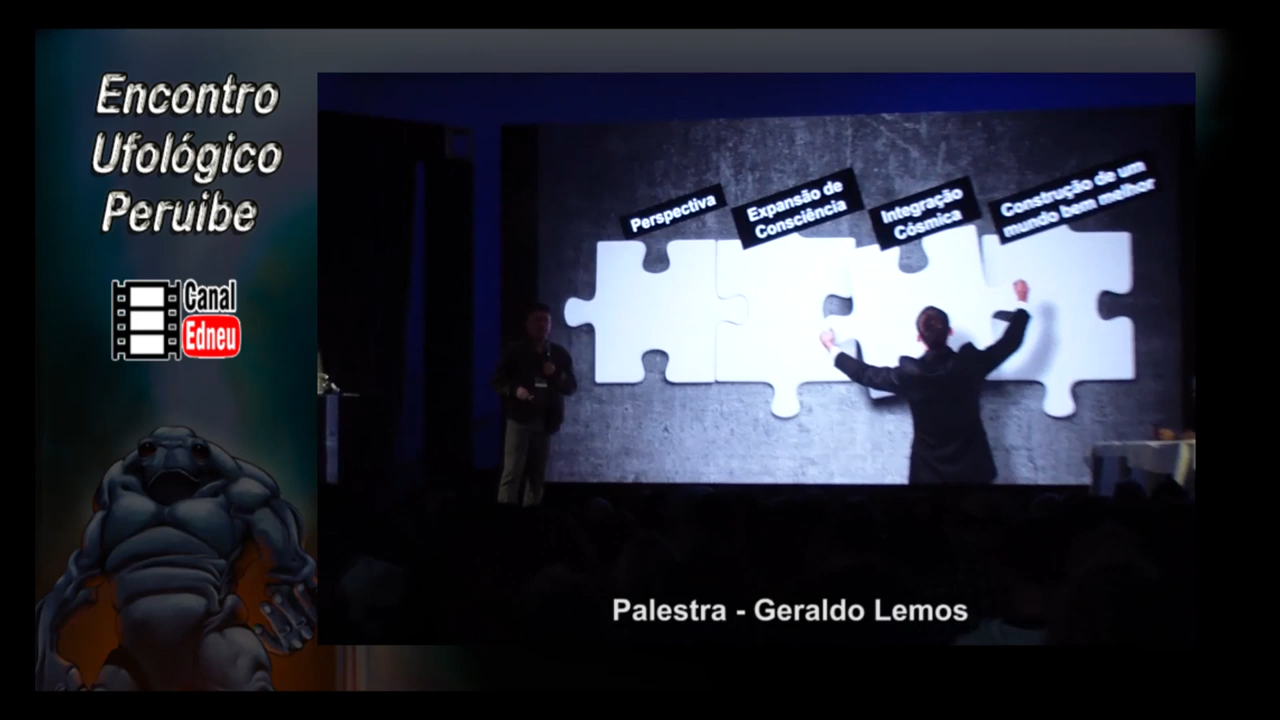 Encontro
Ufológico
Peruibe
Canal
Edneu
Perspectiva
Expansão de
Consciência
Integração
Cósmica
Construção de um
mundo bem melhor
Palestra - Geraldo Lemos